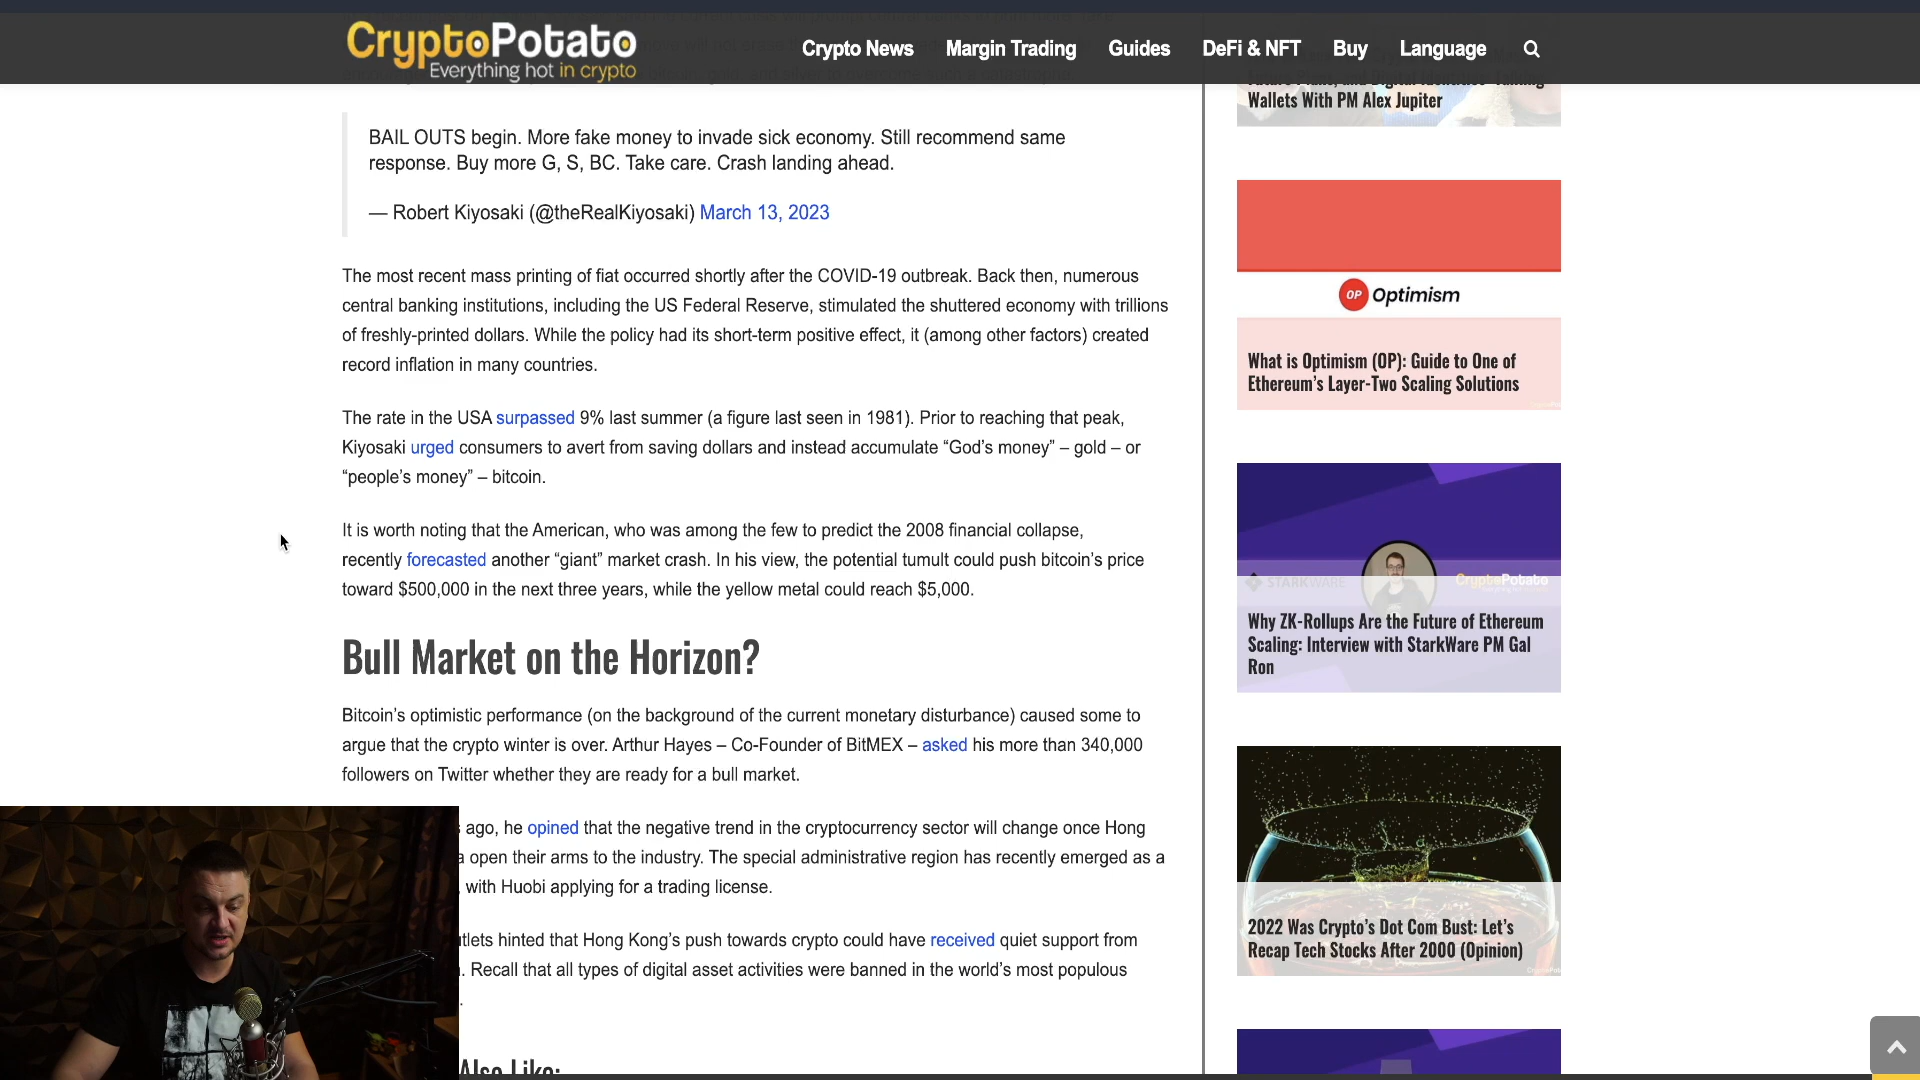 CryptoPotato
Everything hot in crypto
Crypto News
Margin Trading
Guides
DeFi & NFT
Buy
Language
BAIL OUTS begin. More fake money to invade sick economy. Still recommend same
response. Buy more G, S, BC. Take care. Crash landing ahead.
— Robert Kiyosaki (@theRealKiyosaki) March 13, 2023
The most recent mass printing of fiat occurred shortly after the COVID-19 outbreak. Back then, numerous
central banking institutions, including the US Federal Reserve, stimulated the shuttered economy with trillions
of freshly-printed dollars. While the policy had its short-term positive effect, it (among other factors) created
record inflation in many countries.
The rate in the USA surpassed 9% last summer (a figure last seen in 1981). Prior to reaching that peak,
Kiyosaki urged consumers to avert from saving dollars and instead accumulate “God’s money” – gold – or
“people’s money” – bitcoin.
It is worth noting that the American, who was among the few to predict the 2008 financial collapse,
recently forecasted another “giant” market crash. In his view, the potential tumult could push bitcoin’s price
toward $500,000 in the next three years, while the yellow metal could reach $5,000.
Bull Market on the Horizon?
Bitcoin’s optimistic performance (on the background of the current monetary disturbance) caused some to
argue that the crypto winter is over. Arthur Hayes – Co-Founder of BitMEX – asked his more than 340,000
followers on Twitter whether they are ready for a bull market.
ago, he opined that the negative trend in the cryptocurrency sector will change once Hong
open their arms to the industry. The special administrative region has recently emerged as a
, with Huobi applying for a trading license.
hinted that Hong Kong’s push towards crypto could have received quiet support from
. Recall that all types of digital asset activities were banned in the world’s most populous
.
Also Like:
Wallets With PM Alex Jupiter
OP Optimism
What is Optimism (OP): Guide to One of
Ethereum’s Layer-Two Scaling Solutions
STARKWARE
CryptoPotato
Why ZK-Rollups Are the Future of Ethereum
Scaling: Interview with StarkWare PM Gal
Ron
2022 Was Crypto’s Dot Com Bust: Let’s
Recap Tech Stocks After 2000 (Opinion)